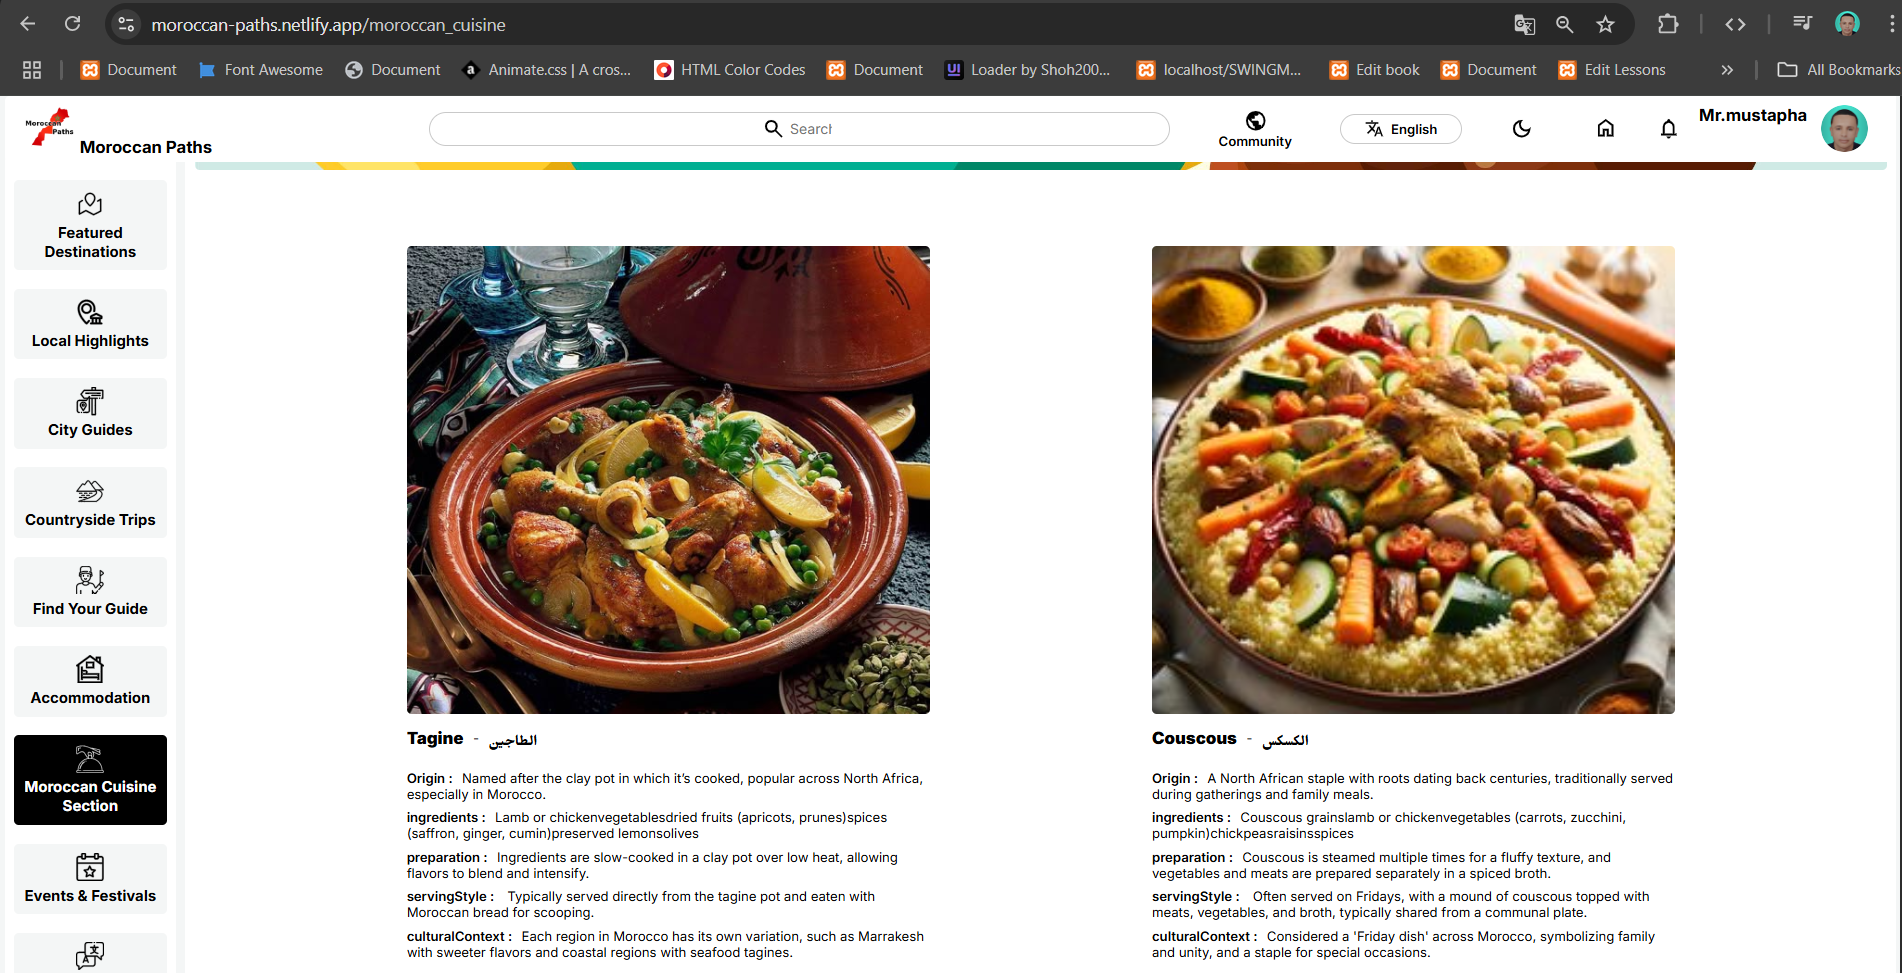 moroccan-paths.netlify.app/moroccan_cuisine
Document
Font Awesome
Document
Animate.css | A cros...
HTML Color Codes
Document
Loader by Shoh200...
localhost/SWINGM...
Edit book
Document
Edit Lessons
All Bookmarks
Moroccan Paths
Moroccan Paths
Search
Community
English
Mr.mustapha
Featured
Destinations
Local Highlights
City Guides
Countryside Trips
Find Your Guide
Accommodation
Moroccan Cuisine
Section
Events & Festivals
Tagine - الطاجين
Origin : Named after the clay pot in which it’s cooked, popular across North Africa,
especially in Morocco.
ingredients : Lamb or chickenvegetablesdried fruits (apricots, prunes)spices
(saffron, ginger, cumin)preserved lemonsolives
preparation : Ingredients are slow-cooked in a clay pot over low heat, allowing
flavors to blend and intensify.
servingStyle : Typically served directly from the tagine pot and eaten with
Moroccan bread for scooping.
culturalContext : Each region in Morocco has its own variation, such as Marrakesh
with sweeter flavors and coastal regions with seafood tagines.
Couscous - الكسكس
Origin : A North African staple with roots dating back centuries, traditionally served
during gatherings and family meals.
ingredients : Couscous grainslamb or chickenvegetables (carrots, zucchini,
pumpkin)chickpeasraisinsspices
preparation : Couscous is steamed multiple times for a fluffy texture, and
vegetables and meats are prepared separately in a spiced broth.
servingStyle : Often served on Fridays, with a mound of couscous topped with
meats, vegetables, and broth, typically shared from a communal plate.
culturalContext : Considered a 'Friday dish' across Morocco, symbolizing family
and unity, and a staple for special occasions.